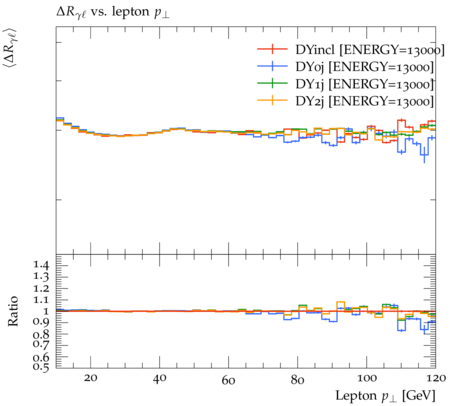 ΔRγℓ vs. lepton p⊥
⟨ΔRγℓ⟩
DYincl [ENERGY=13000]
DY0j [ENERGY=13000]
DY1j [ENERGY=13000]
DY2j [ENERGY=13000]
1.4
1.3
1.2
1.1
1
0.9
0.8
0.7
0.6
0.5
Ratio
20 40 60 80 100 120
Lepton p⊥ [GeV]